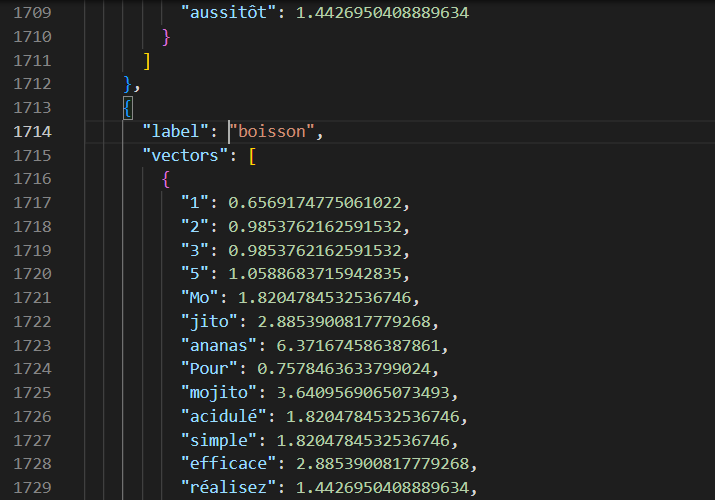 1709 "aussitôt": 1.4426950408889634
1710 }
1711 ]
1712 },
1713 {
1714 "label": "boisson",
1715 "vectors": [
1716 {
1717 "1": 0.6569174775061022,
1718 "2": 0.9853762162591532,
1719 "3": 0.9853762162591532,
1720 "5": 1.0588683715942835,
1721 "Mo": 1.8204784532536746,
1722 "jito": 2.8853900817779268,
1723 "ananas": 6.371674586387861,
1724 "Pour": 0.7578463633799024,
1725 "mojito": 3.6409569065073493,
1726 "acidulé": 1.8204784532536746,
1727 "simple": 1.8204784532536746,
1728 "efficace": 2.8853900817779268,
1729 "réalisez": 1.4426950408889634,